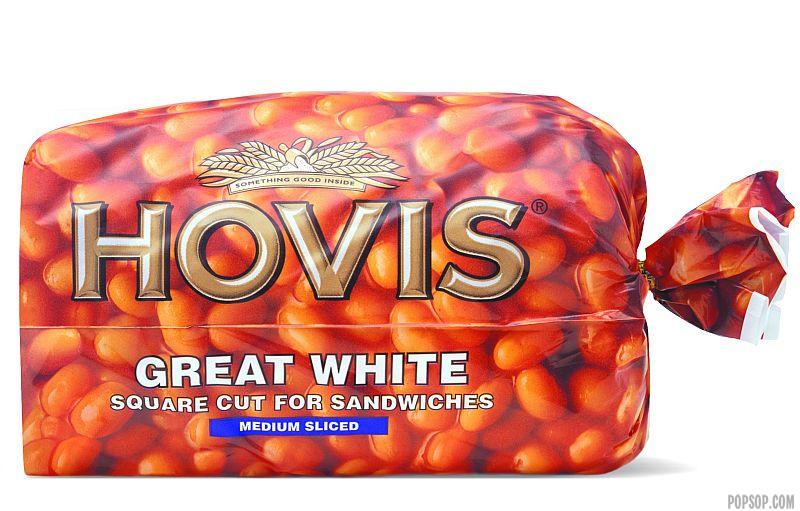 SOMETHING GOOD INSIDE
HOVIS®
GREAT WHITE
SQUARE CUT FOR SANDWICHES
MEDIUM SLICED
POPSOP.COM